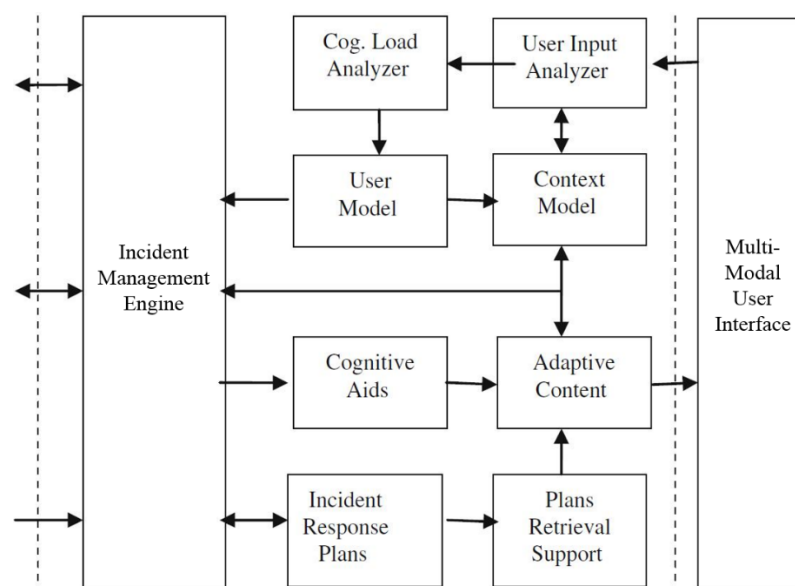 Cog. Load
Analyzer
User Input
Analyzer
User
Model
Context
Model
Incident
Management
Engine
Multi-
Modal
User
Interface
Cognitive
Aids
Adaptive
Content
Incident
Response
Plans
Plans
Retrieval
Support